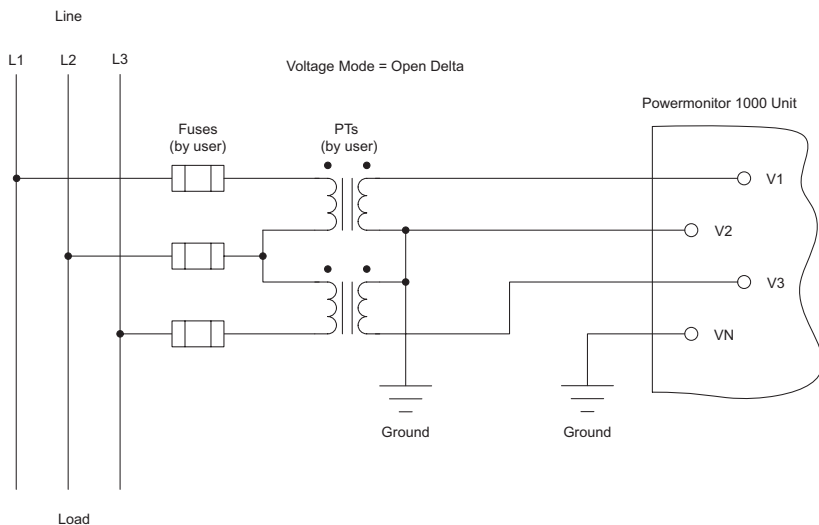 Line
L1
L2
L3
Voltage Mode = Open Delta
Powermonitor 1000 Unit
Fuses
(by user)
PTs
(by user)
V1
V2
V3
VN
Ground
Ground
Load